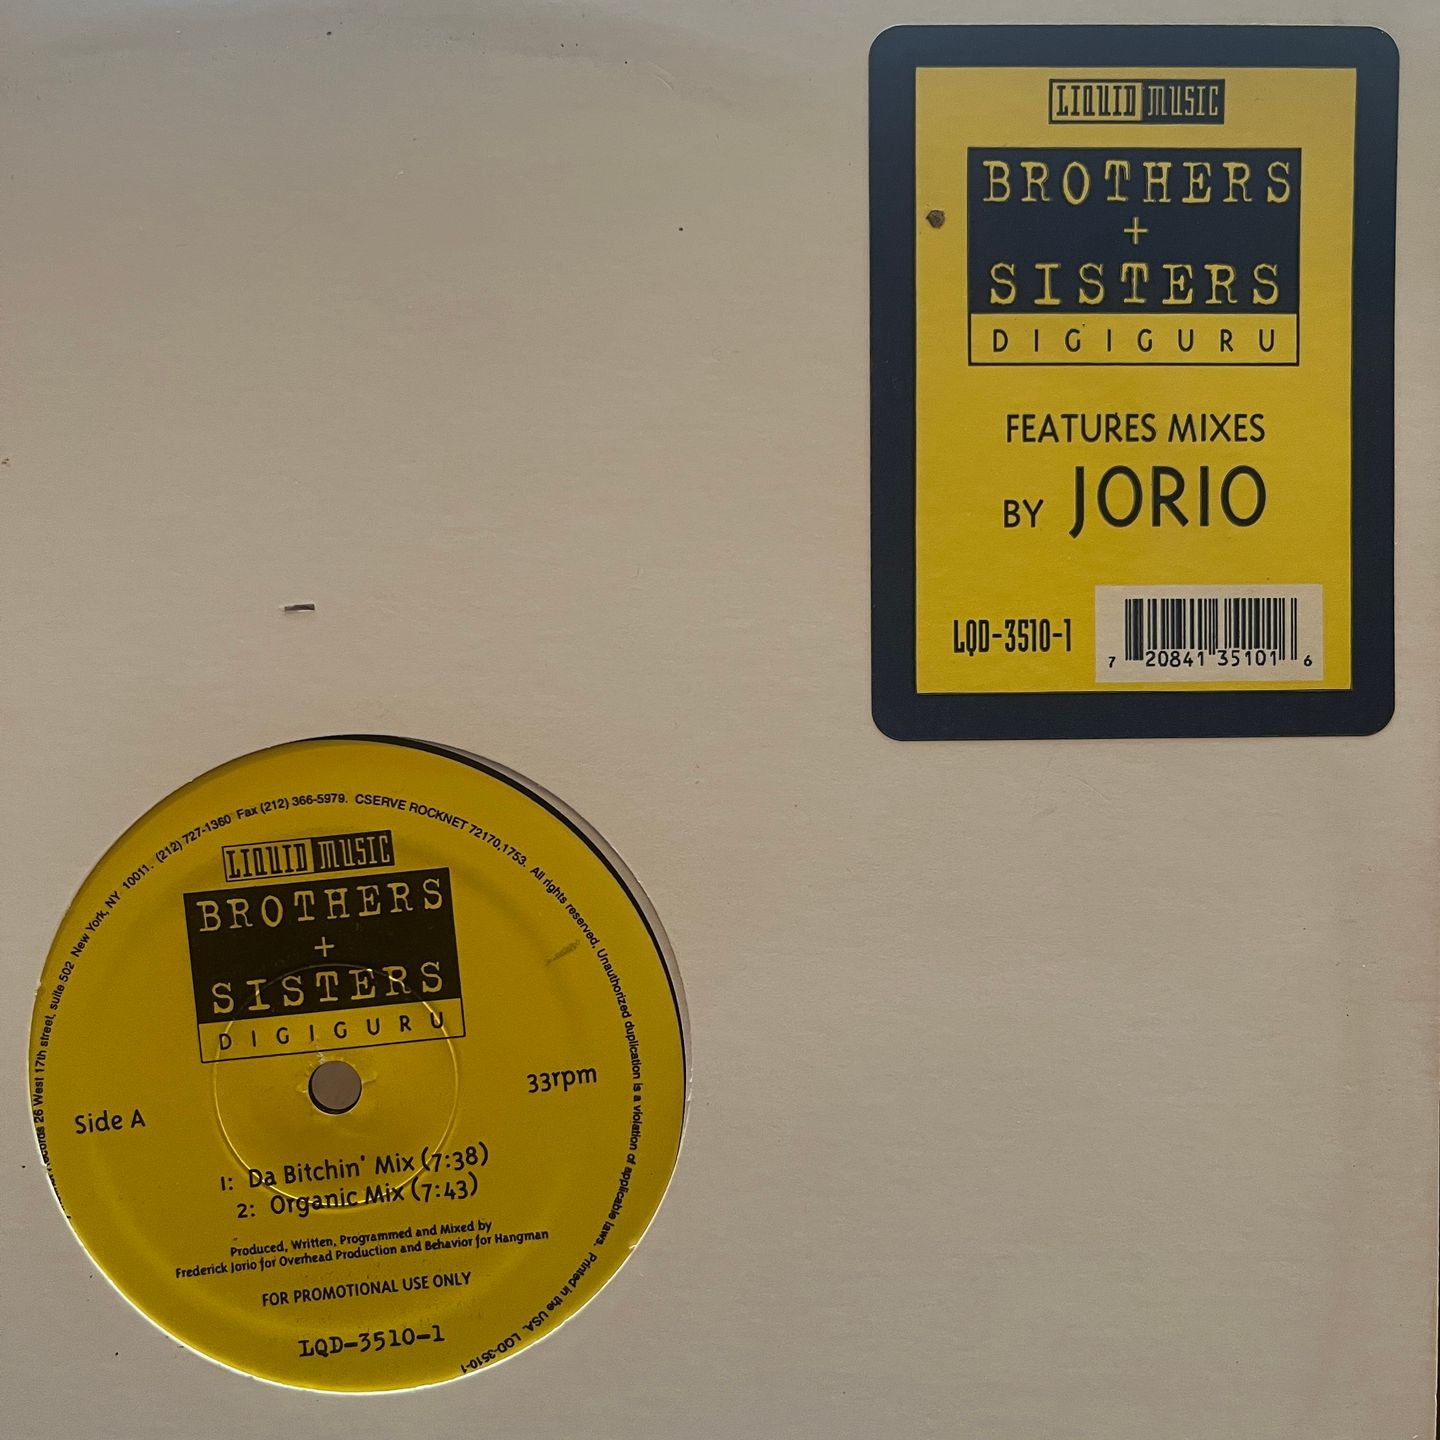 LIQUID MUSIC
BROTHERS
+
SISTERS
DIGIGURU
FEATURES MIXES
BY JORIO
LQD-3510-1
7 20841 35101 6
26 West 17th street, suite 502 New York, NY 10011. (212) 727-1360 Fax (212) 366-5979. CSERVE ROCKNET 72170,1753. All rights reserved. Unauthorized duplication is a violation of applicable laws. Printed in the USA. LQD-3510-1
LIQUID MUSIC
BROTHERS
+
SISTERS
DIGIGURU
33rpm
Side A
1: Da Bitchin' Mix (7:38)
2: Organic Mix (7:43)
Produced, Written, Programmed and Mixed by
Frederick Jorio for Overhead Production and Behavior for Hangman
FOR PROMOTIONAL USE ONLY
LQD-3510-1